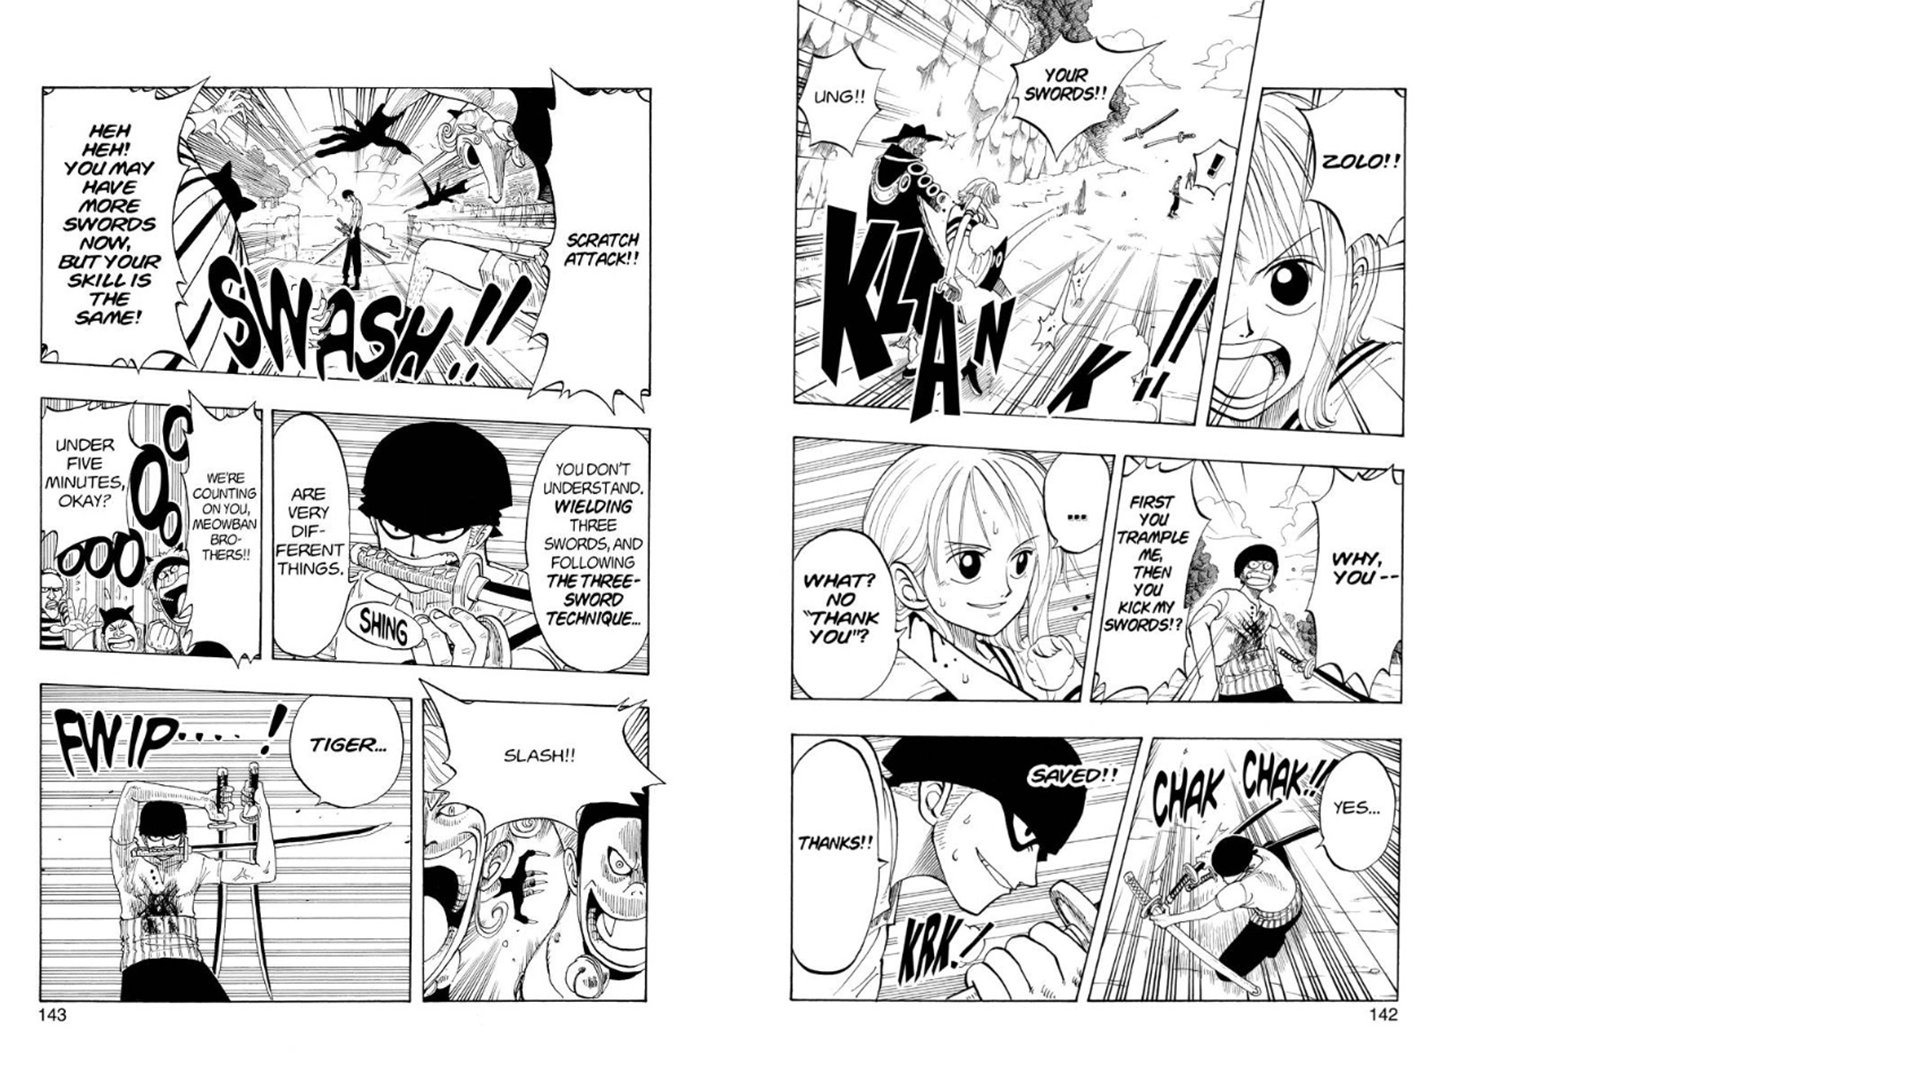 ZOLO!!
YOUR
SWORDS!!
!
UNG!!
KLANK!!
WHY,
YOU--
FIRST
YOU
TRAMPLE
ME,
THEN
YOU
KICK MY
SWORDS!?
...
WHAT?
NO
"THANK
YOU"?
YES...
CHAK CHAK!!
SAVED!!
KRK!
THANKS!!
142
SCRATCH
ATTACK!!
SWASH!!
HEH
HEH!
YOU MAY
HAVE
MORE
SWORDS
NOW,
BUT YOUR
SKILL IS
THE
SAME!
YOU DON'T
UNDERSTAND.
WIELDING
THREE
SWORDS, AND
FOLLOWING
THE THREE-
SWORD
TECHNIQUE...
SHING
ARE
VERY
DIF-
FERENT
THINGS.
WE'RE
COUNTING
ON YOU,
MEOWBAN
BRO-
THERS!!
COOOOOO
UNDER
FIVE
MINUTES,
OKAY?
SLASH!!
TIGER...
FWIP....!
143